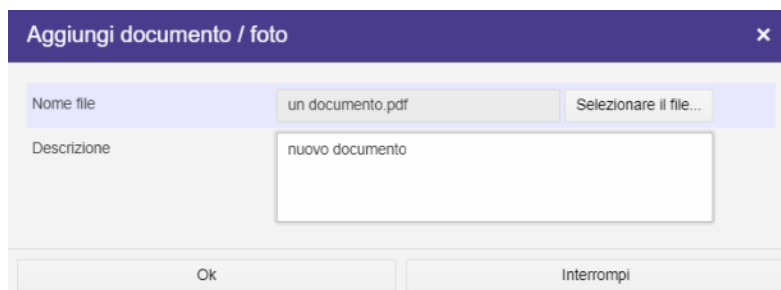 Aggiungi documento / foto ×
Nome file un documento.pdf Selezionare il file...
Descrizione nuovo documento
Ok Interrompi